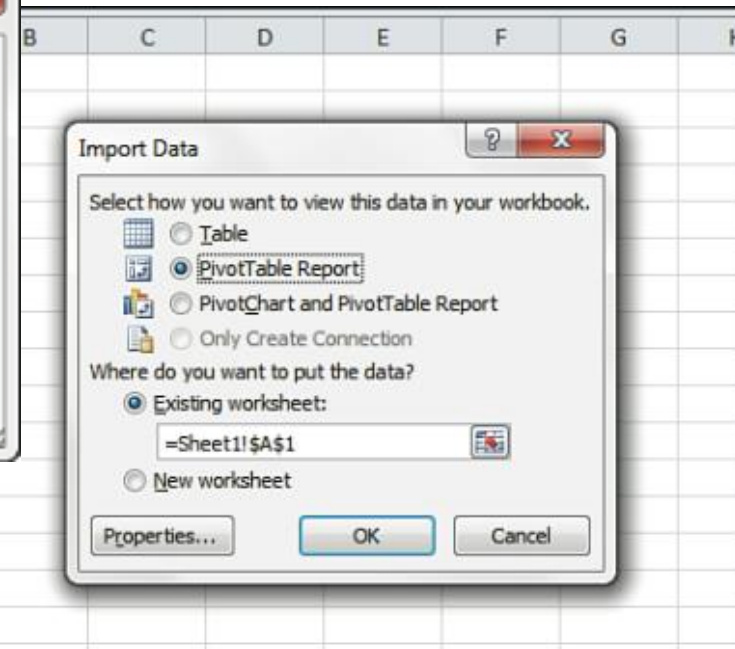 B C D E F G
Import Data
Select how you want to view this data in your workbook.
Table
PivotTable Report
PivotChart and PivotTable Report
Only Create Connection
Where do you want to put the data?
Existing worksheet:
=Sheet1!$A$1
New worksheet
Properties... OK Cancel